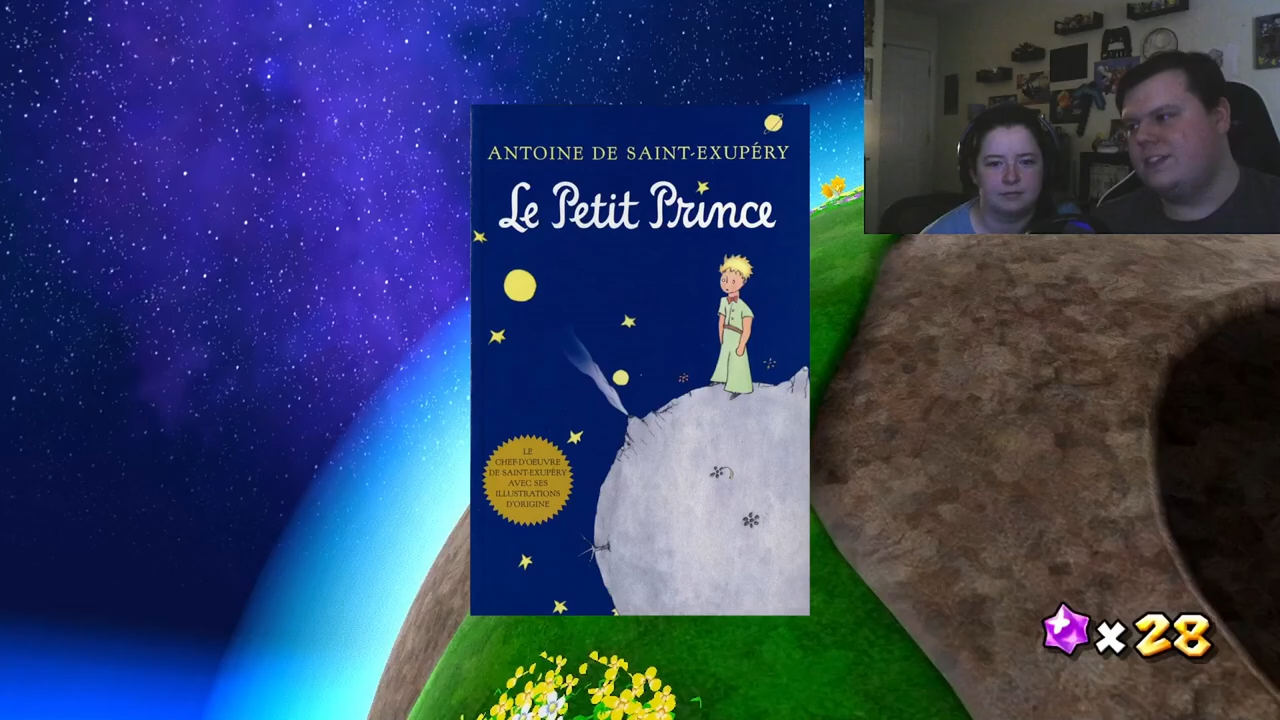 ANTOINE DE SAINT-EXUPÉRY
Le Petit Prince
LE
CHEF-D'ŒUVRE
DE SAINT-EXUPÉRY
AVEC SES
ILLUSTRATIONS
D'ORIGINE
x 28